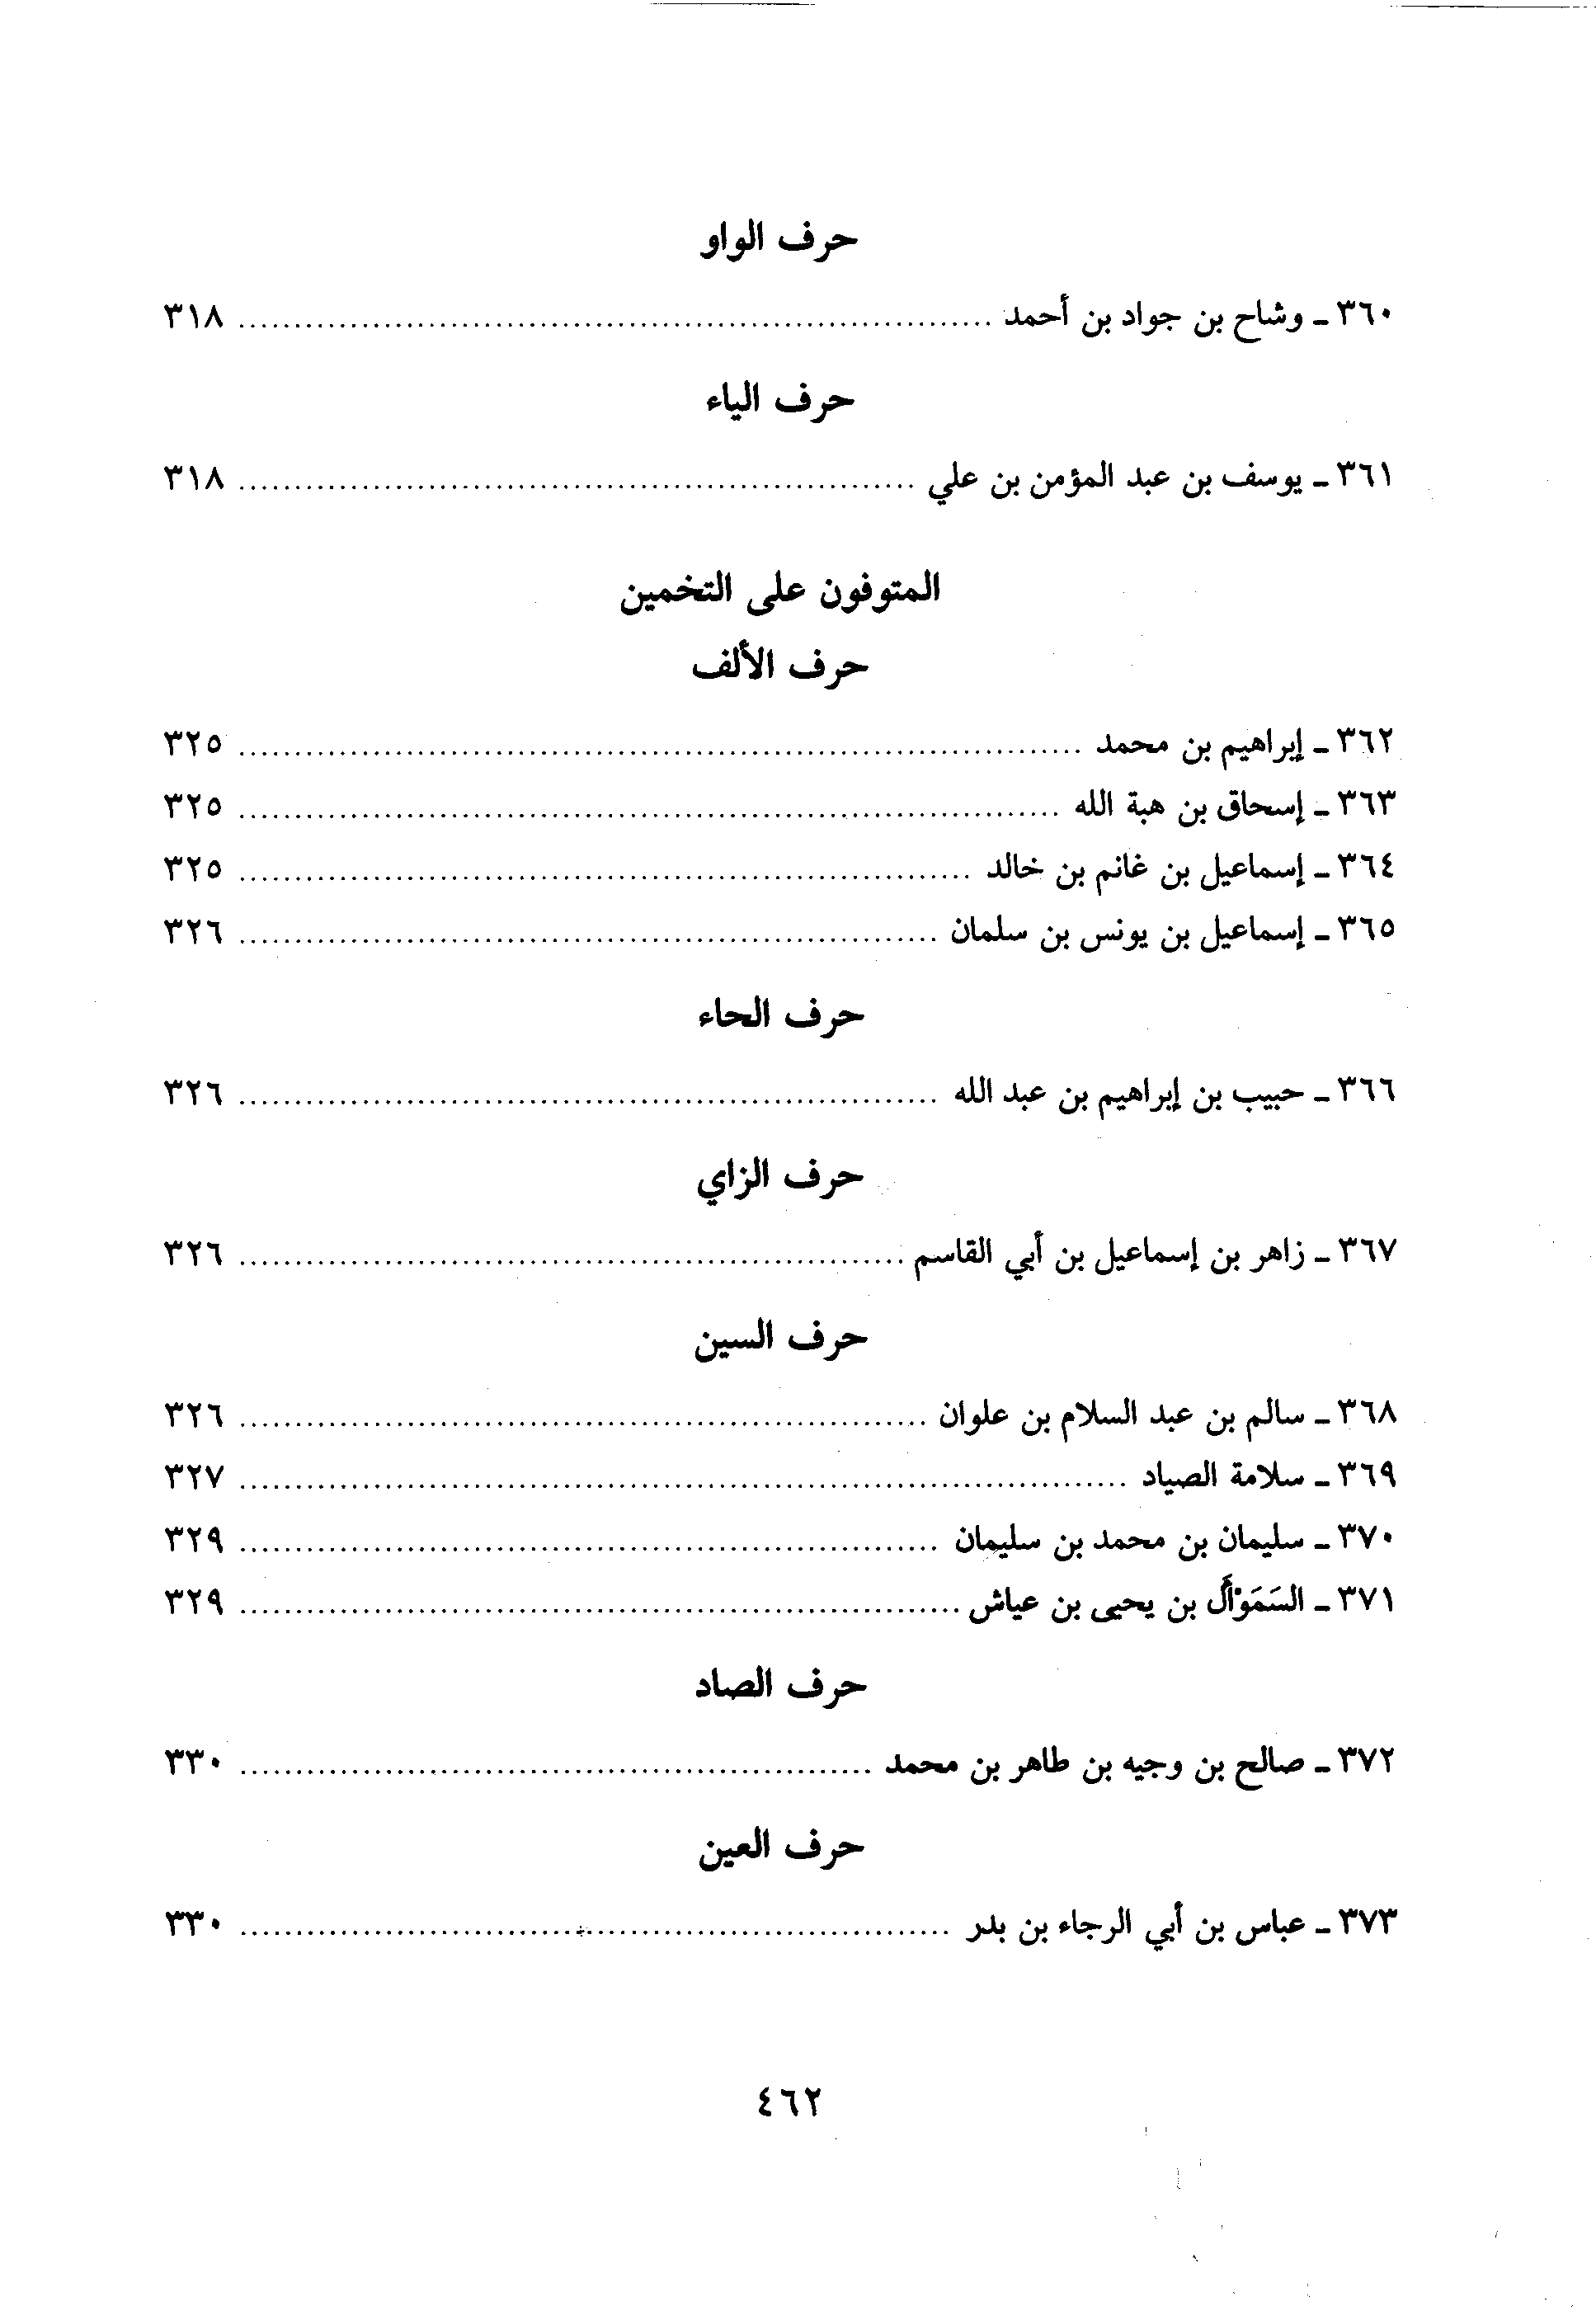 حرف الواو
٣٦٠ ـ وشاح بن جواد بن أحمد ........ ٣١٨
حرف الياء
٣٦١ ـ يوسف بن عبد المؤمن بن علي ........ ٣١٨
المتوفون على التخمين
حرف الألف
٣٦٢ ـ إبراهيم بن محمد ........ ٣٢٥
٣٦٣ ـ إسحاق بن هبة الله ........ ٣٢٥
٣٦٤ ـ إسماعيل بن غانم بن خالد ........ ٣٢٥
٣٦٥ ـ إسماعيل بن يونس بن سلمان ........ ٣٢٦
حرف الحاء
٣٦٦ ـ حبيب بن إبراهيم بن عبد الله ........ ٣٢٦
حرف الزاي
٣٦٧ ـ زاهر بن إسماعيل بن أبي القاسم ........ ٣٢٦
حرف السين
٣٦٨ ـ سالم بن عبد السلام بن علوان ........ ٣٢٦
٣٦٩ ـ سلامة الصياد ........ ٣٢٧
٣٧٠ ـ سليمان بن محمد بن سليمان ........ ٣٢٩
٣٧١ ـ السَمَوْأَل بن يحيى بن عياش ........ ٣٢٩
حرف الصاد
٣٧٢ ـ صالح بن وجيه بن طاهر بن محمد ........ ٣٣٠
حرف العين
٣٧٣ ـ عباس بن أبي الرجاء بن بدر ........ ٣٣٠
٤٦٢